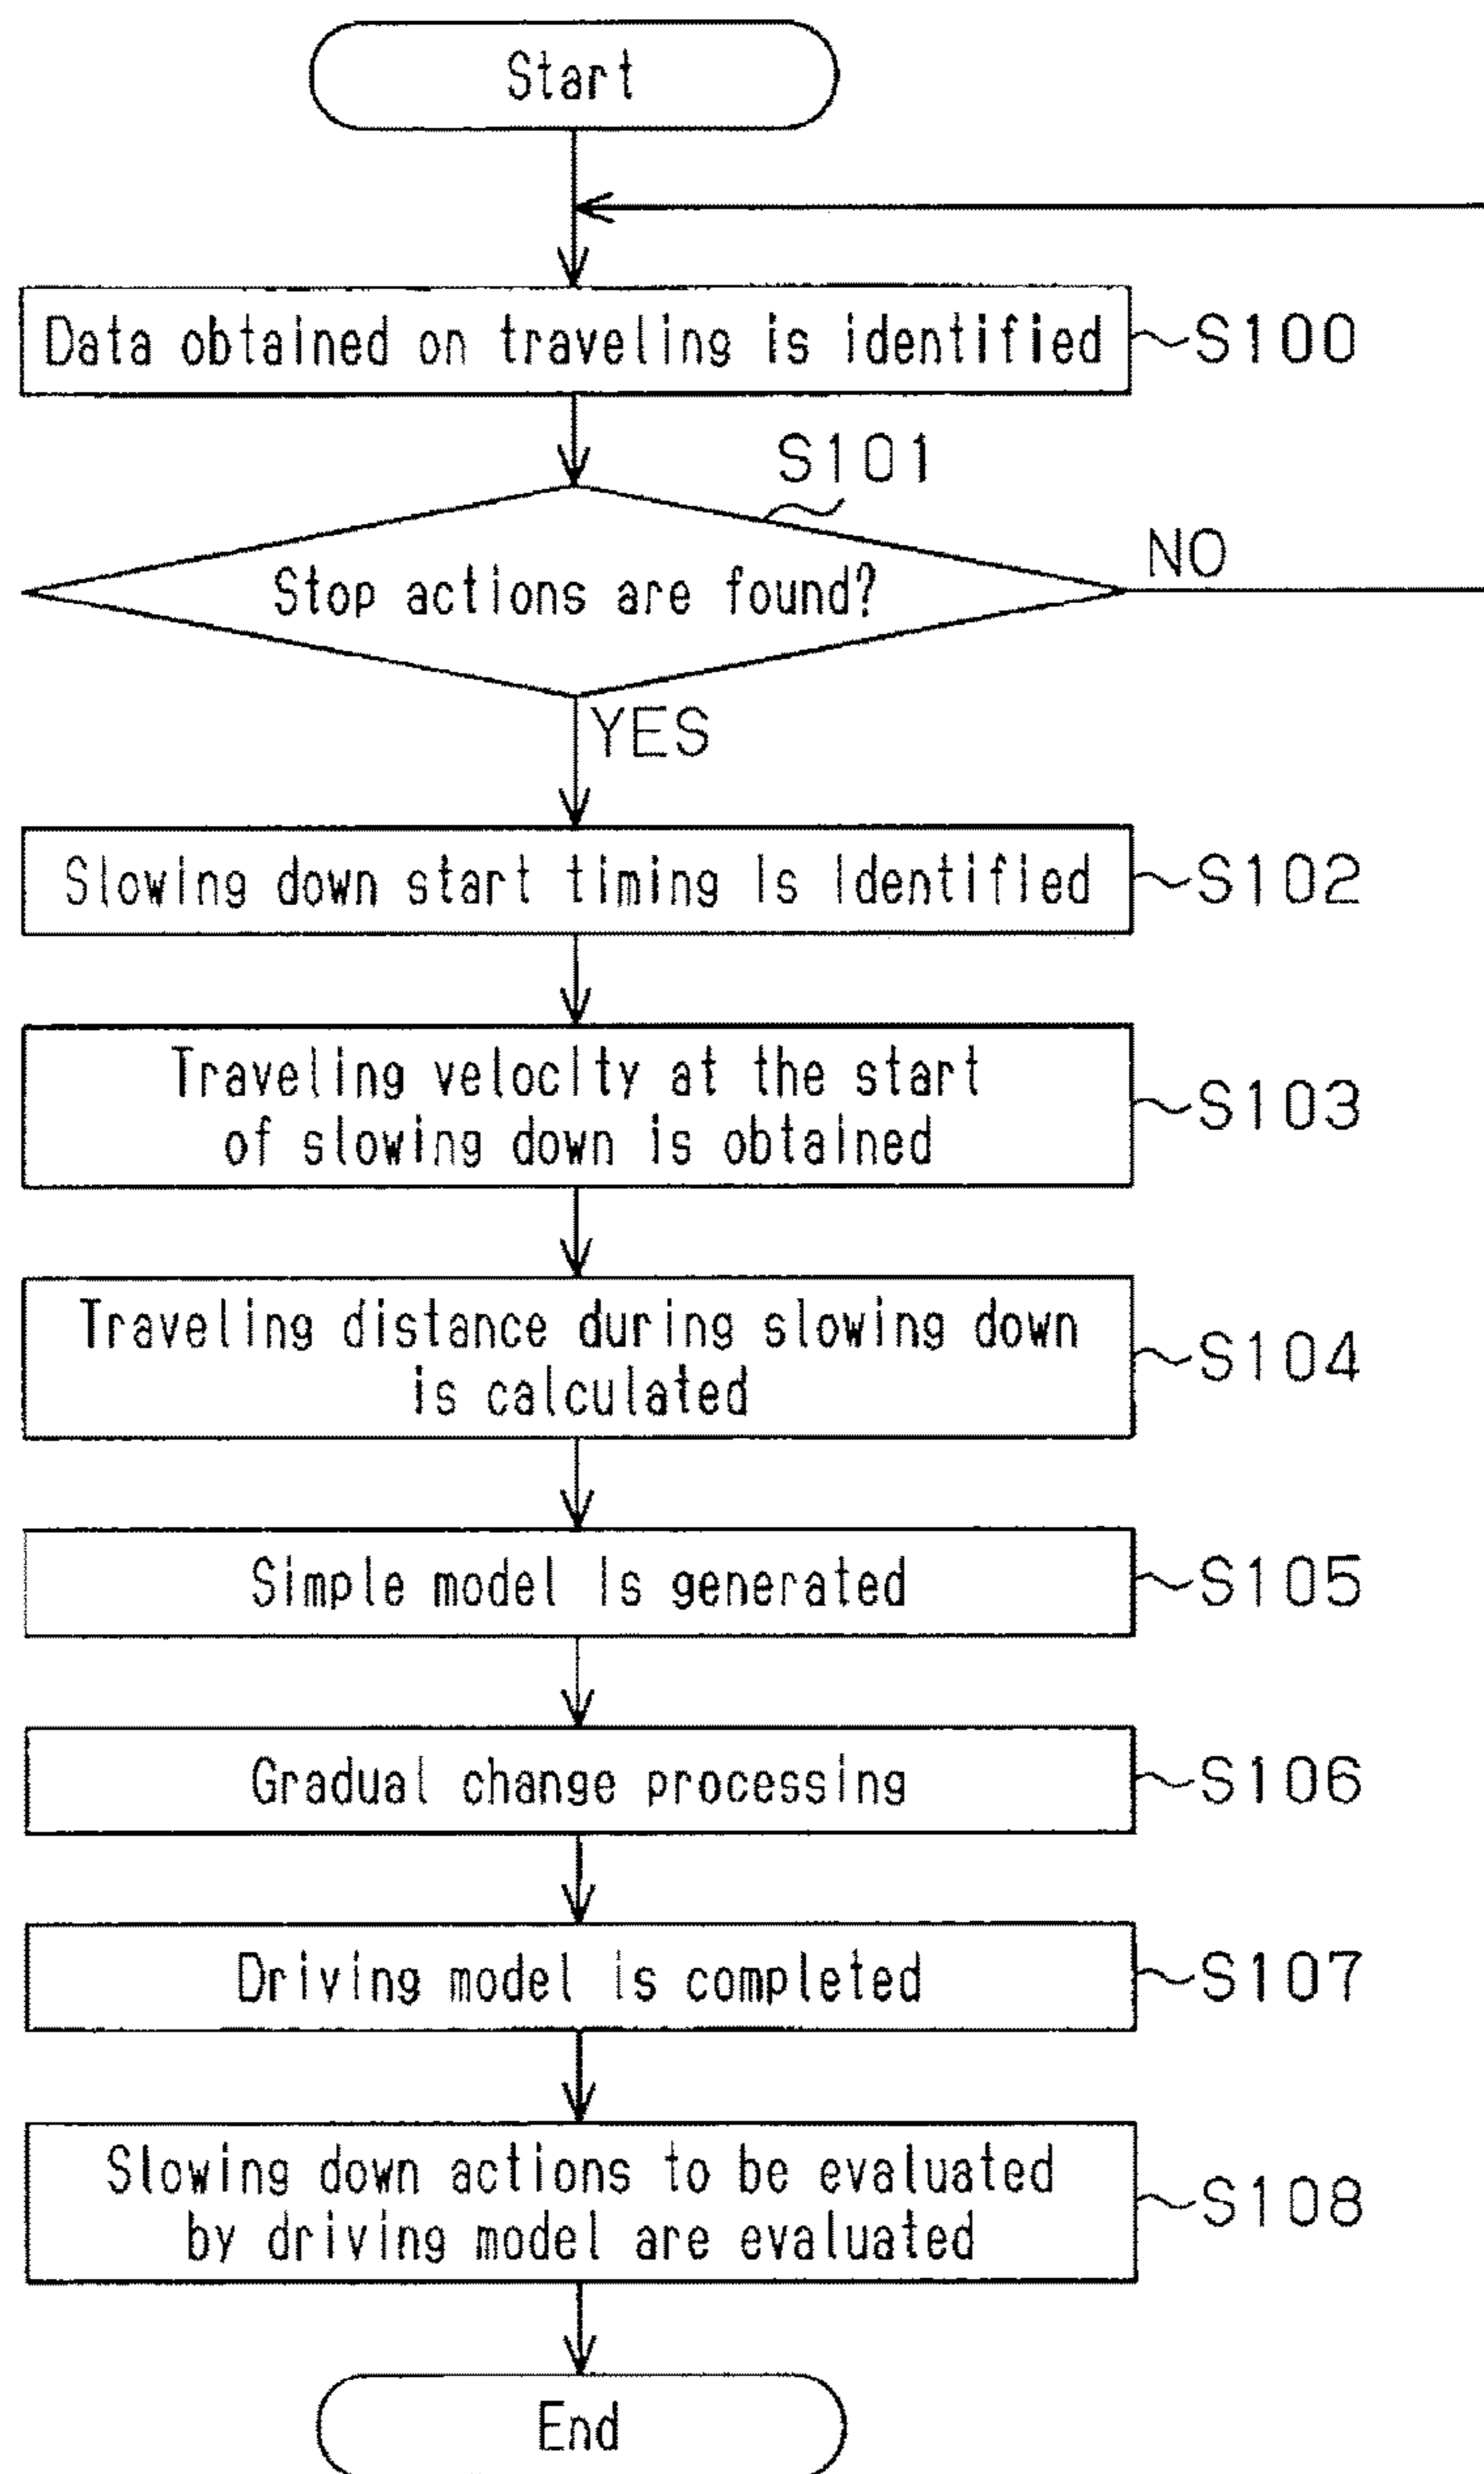 Start
Data obtained on traveling is identified
S100
S101
Stop actions are found?
NO
YES
Slowing down start timing is identified
S102
Traveling velocity at the start
of slowing down is obtained
S103
Traveling distance during slowing down
is calculated
S104
Simple model is generated
S105
Gradual change processing
S106
Driving model is completed
S107
Slowing down actions to be evaluated
by driving model are evaluated
S108
End